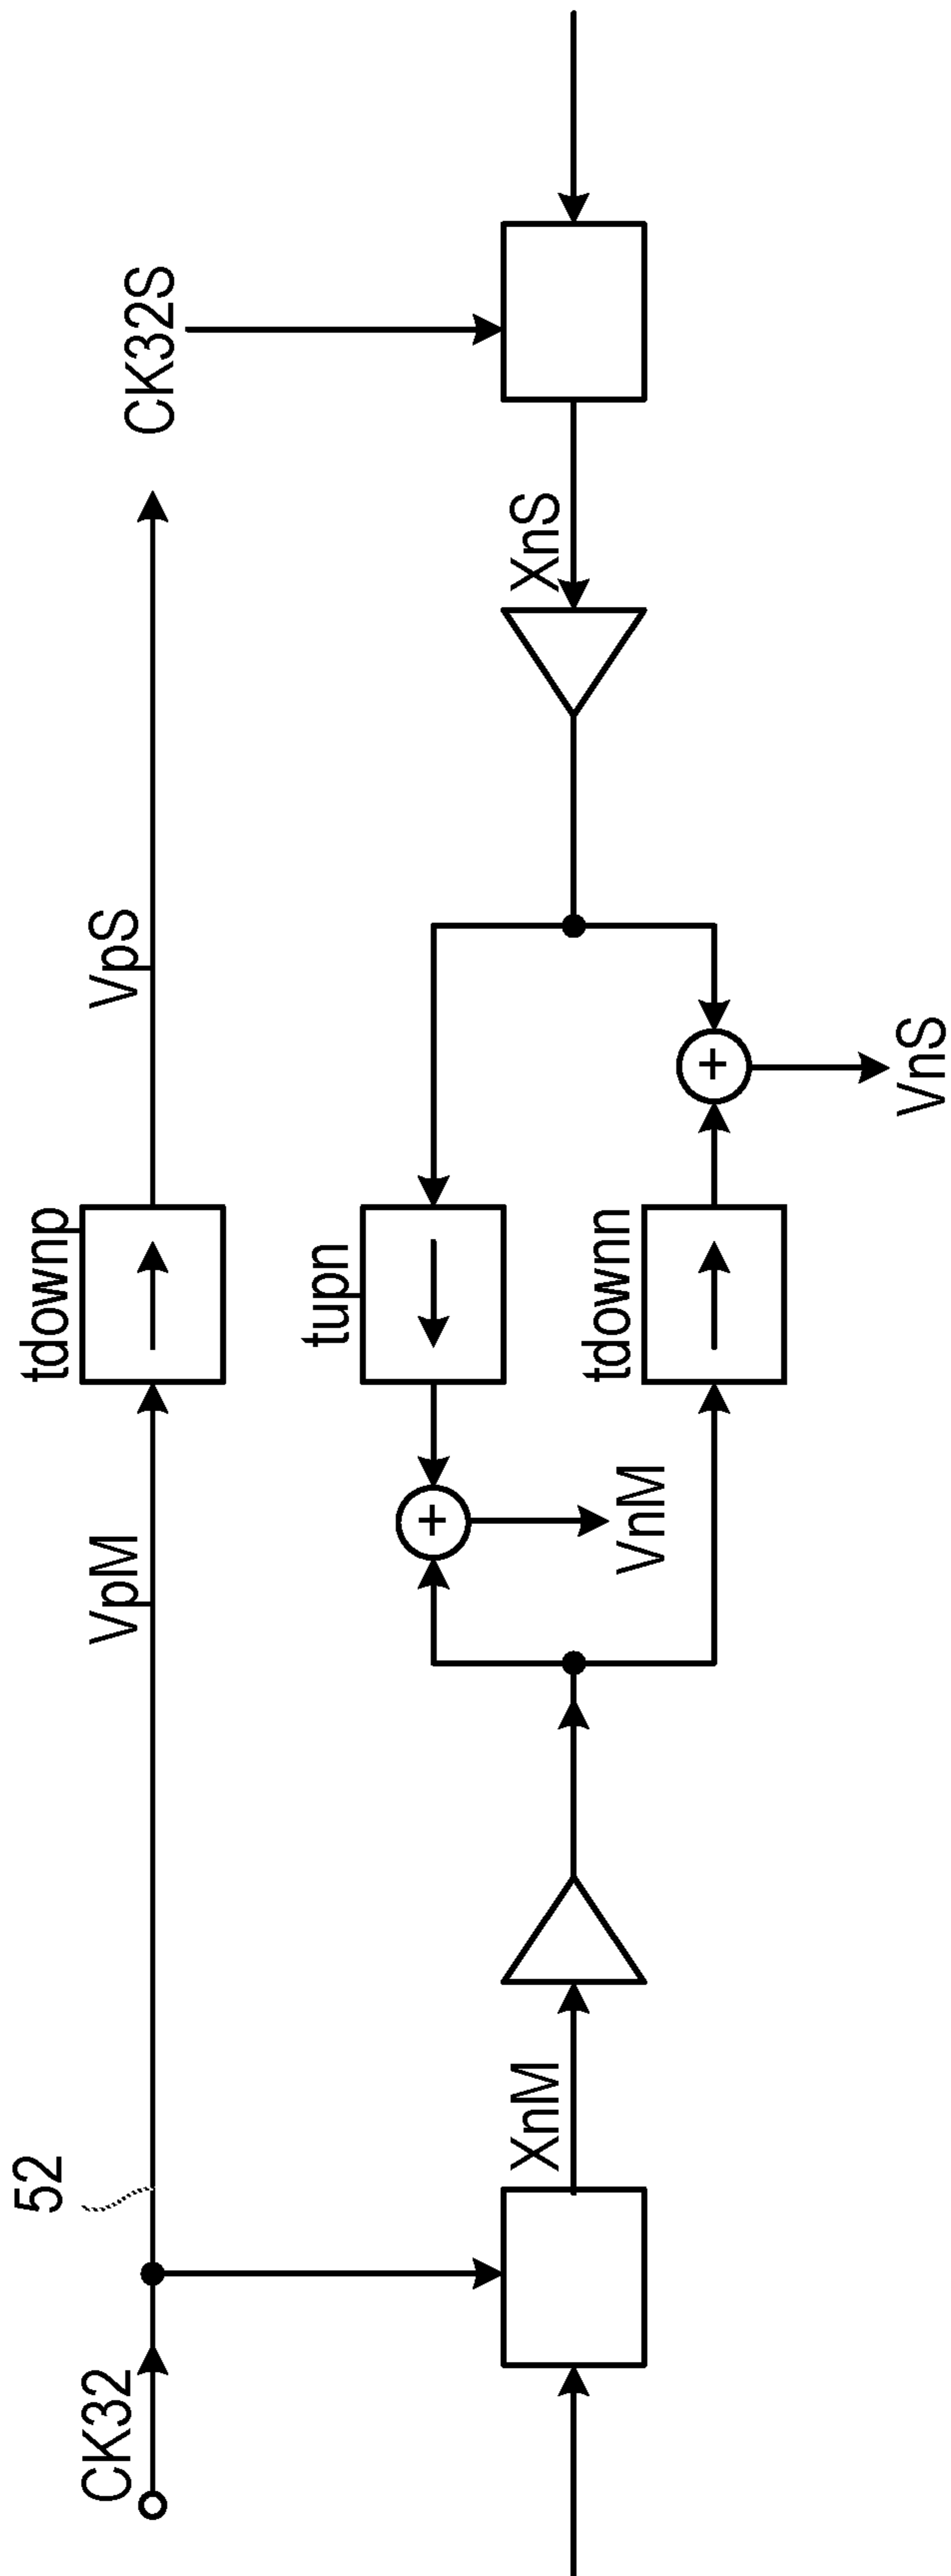 CK32
52
VpM
tdownp
VpS
CK32S
XnM
tupn
VnM
tdownn
XnS
+
+
VnS